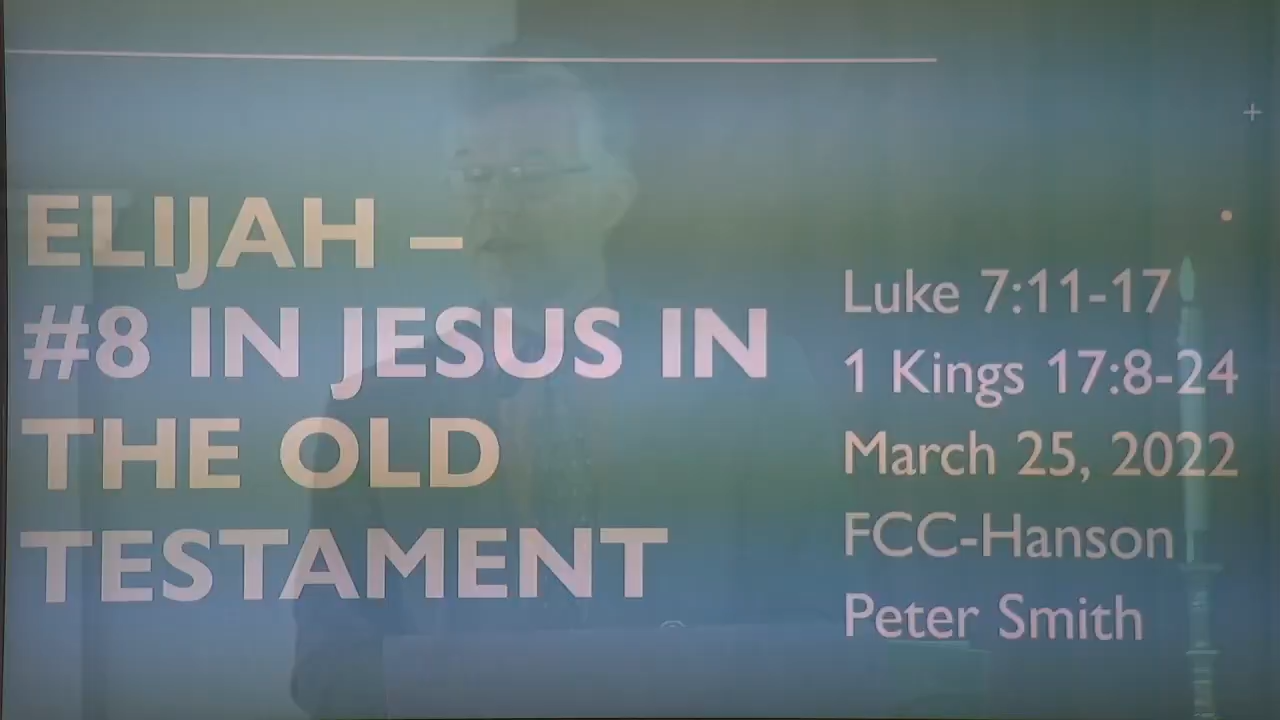 ELIJAH –
#8 IN JESUS IN
THE OLD
TESTAMENT
Luke 7:11-17
1 Kings 17:8-24
March 25, 2022
FCC-Hanson
Peter Smith